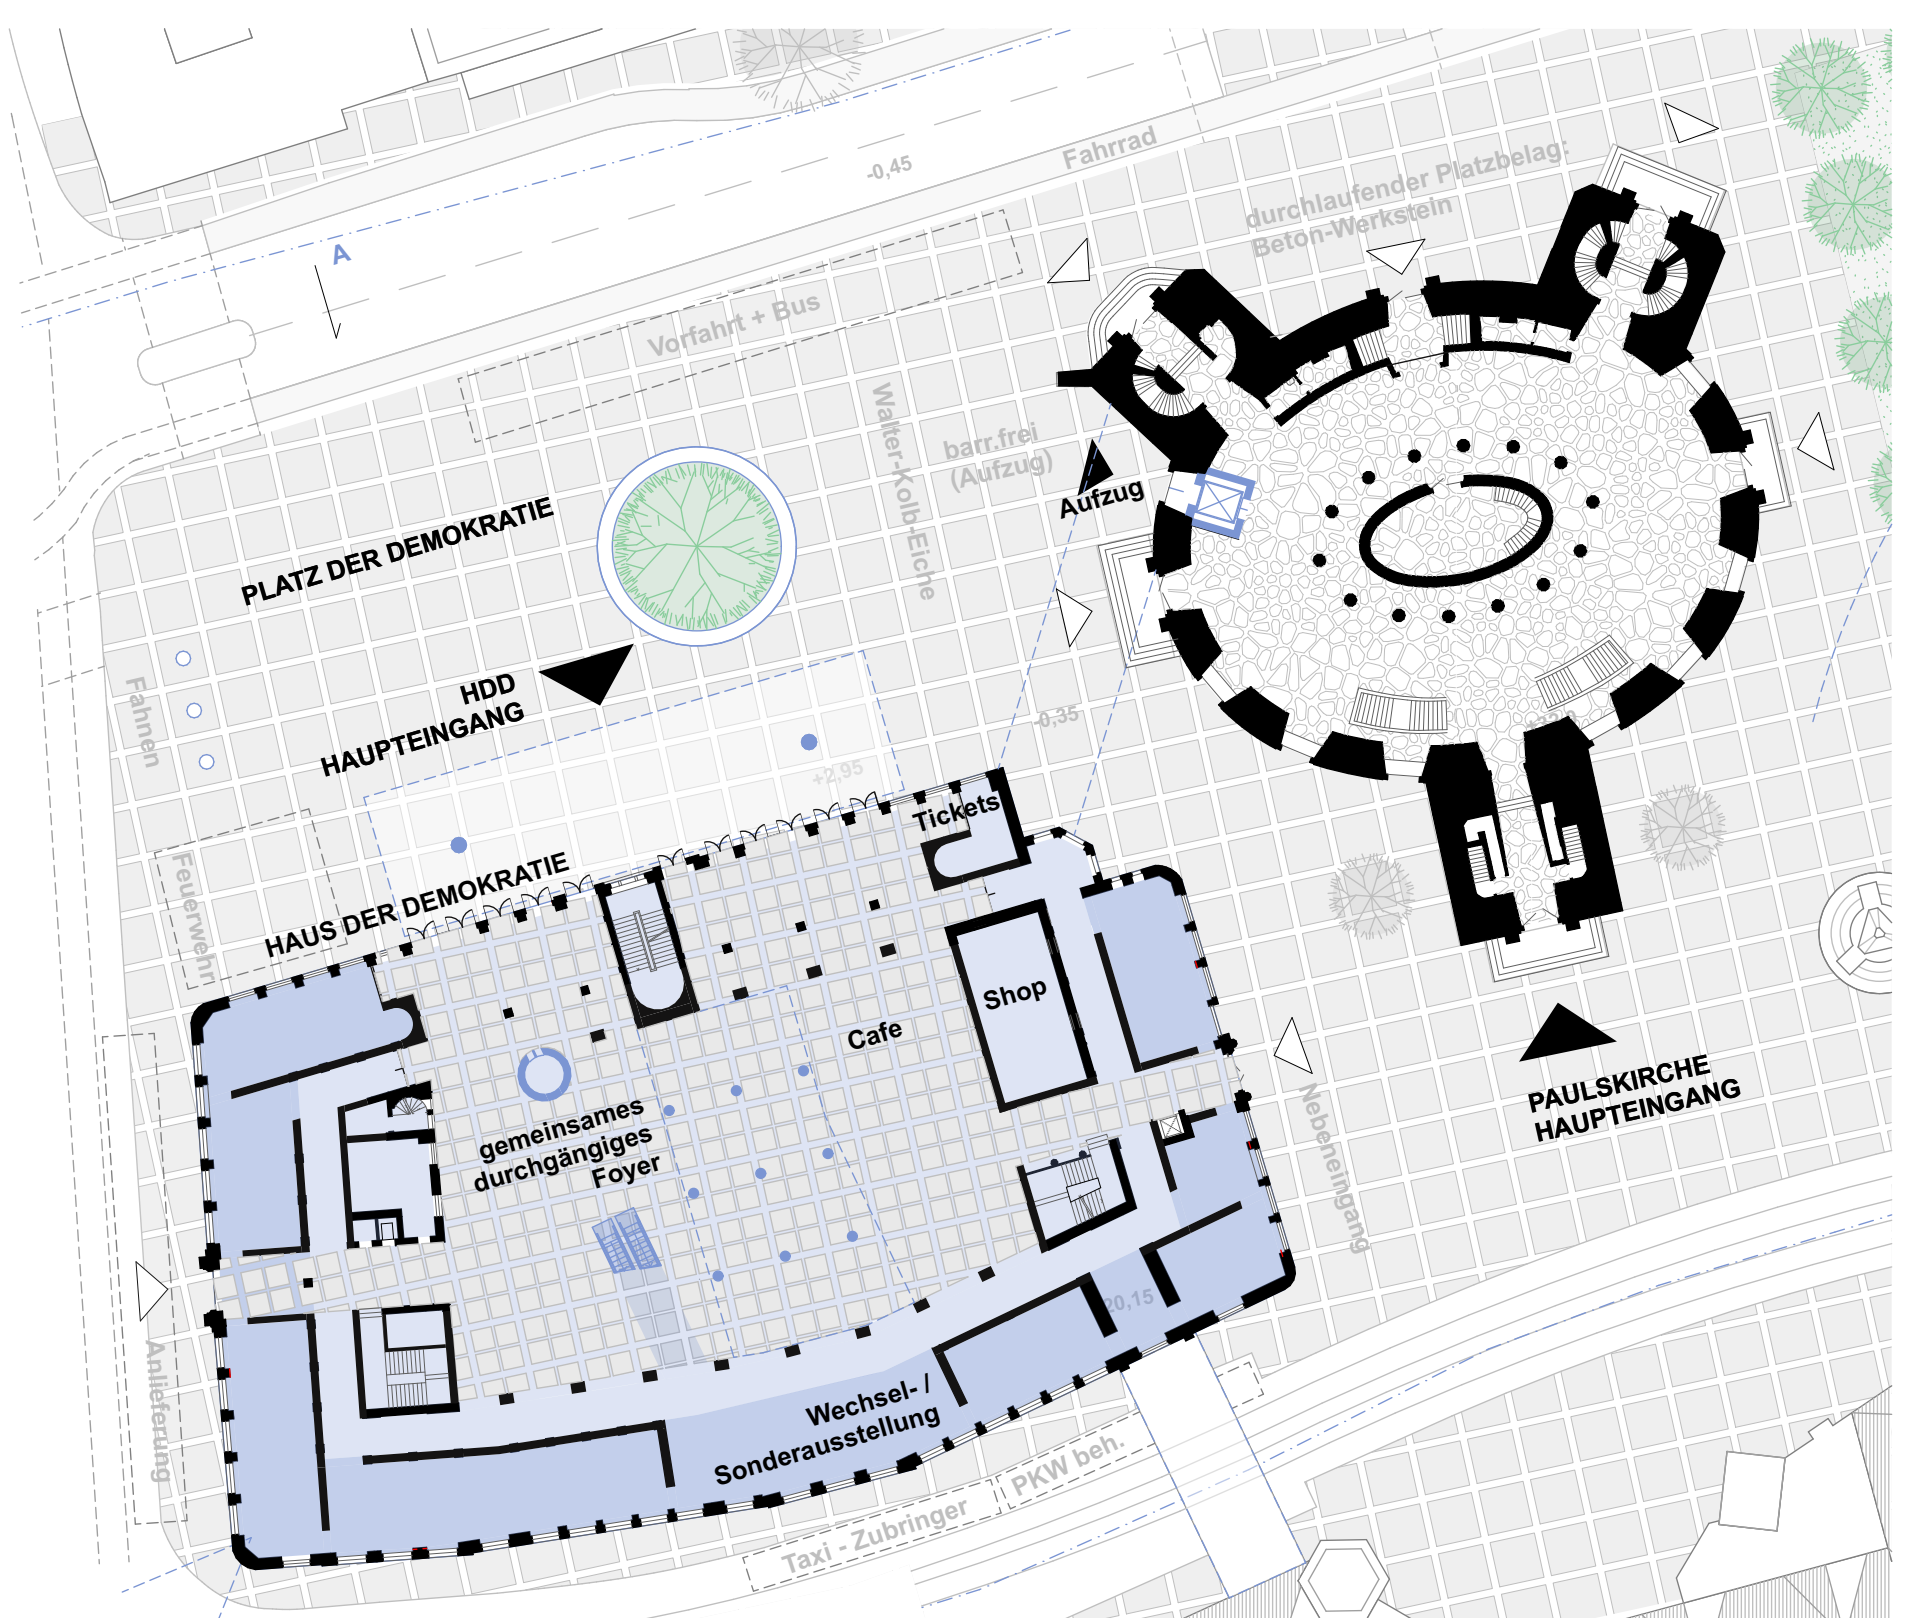 -0,45
Fahrrad
durchlaufender Platzbelag:
Beton-Werkstein
A
Vorfahrt + Bus
Walter-Kolb-Eiche
barr.frei
(Aufzug)
Aufzug
PLATZ DER DEMOKRATIE
Fahnen
HDD
HAUPTEINGANG
-0,35
+2,95
Tickets
Feuerwehr
HAUS DER DEMOKRATIE
Shop
Cafe
gemeinsames
durchgängiges
Foyer
PAULSKIRCHE
HAUPTEINGANG
Nebeneingang
20,15
Anlieferung
Wechsel- /
Sonderausstellung
PKW beh.
Taxi - Zubringer